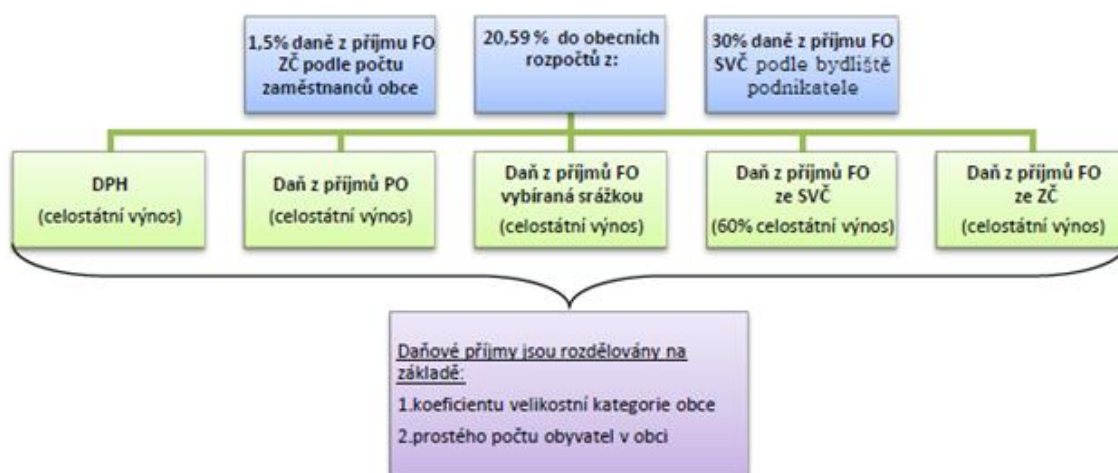 1,5% daně z příjmu FO
ZČ podle počtu
zaměstnanců obce
20,59 % do obecních
rozpočtů z:
30% daně z příjmu FO
SVČ podle bydliště
podnikatele
DPH
(celostátní výnos)
Daň z příjmů PO
(celostátní výnos)
Daň z příjmů FO
vybíraná srážkou
(celostátní výnos)
Daň z příjmů FO
ze SVČ
(60% celostátní výnos)
Daň z příjmů FO
ze ZČ
(celostátní výnos)
Daňové příjmy jsou rozdělovány na
základě:
1.koeficientu velikostní kategorie obce
2.prostého počtu obyvatel v obci